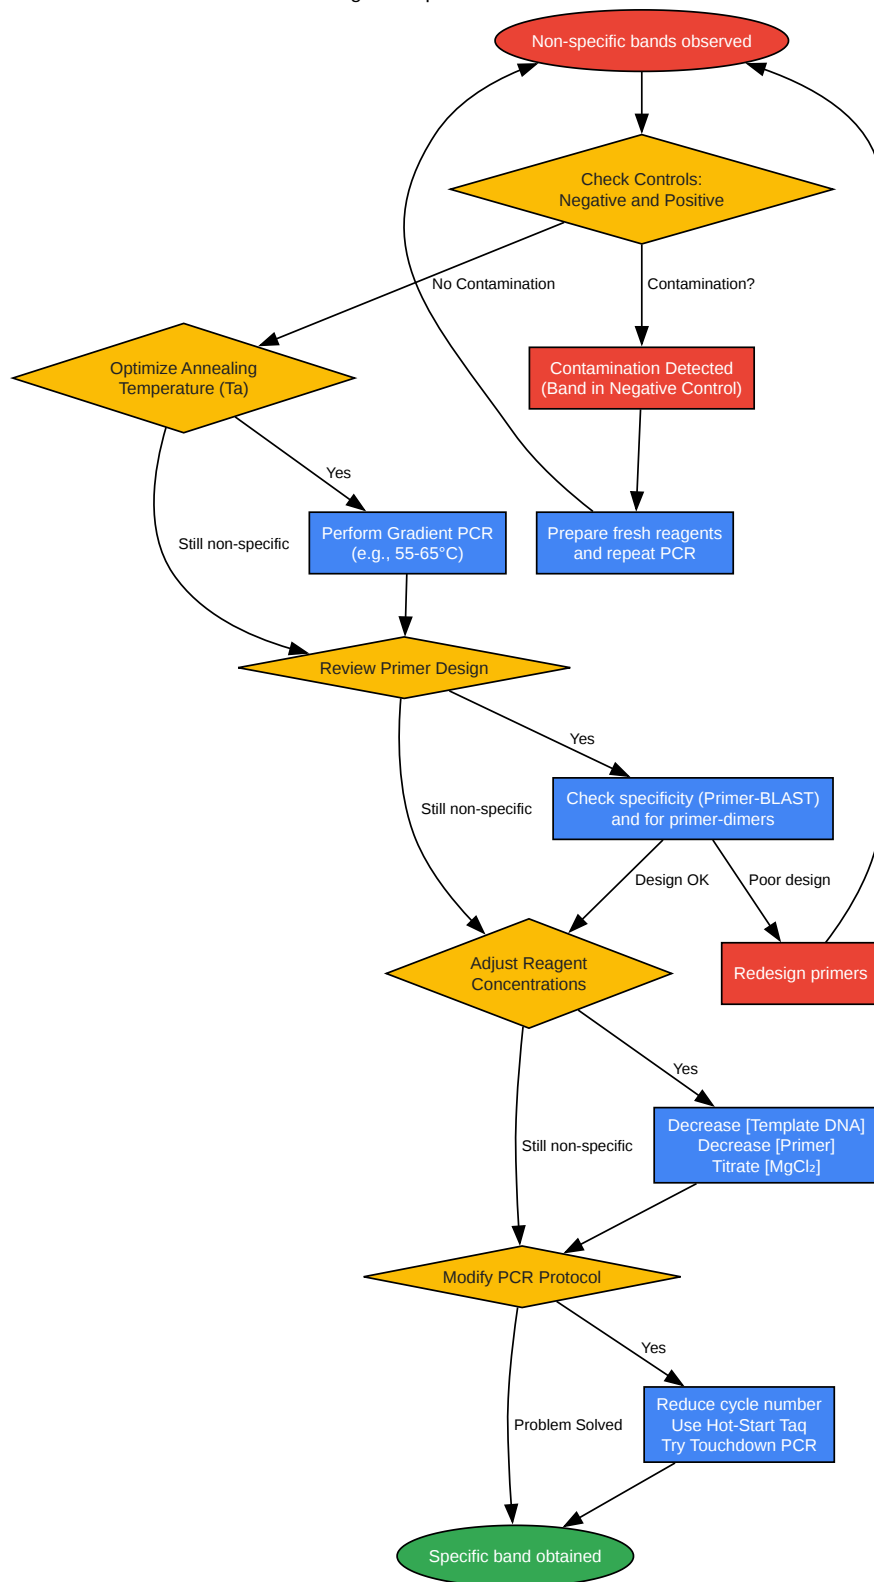 Non-specific bands observed
Check Controls:
Negative and Positive
No Contamination
Contamination?
Optimize Annealing
Temperature (Ta)
Contamination Detected
(Band in Negative Control)
Yes
Still non-specific
Perform Gradient PCR
(e.g., 55-65°C)
Prepare fresh reagents
and repeat PCR
Review Primer Design
Yes
Still non-specific
Check specificity (Primer-BLAST)
and for primer-dimers
Design OK
Poor design
Adjust Reagent
Concentrations
Redesign primers
Yes
Still non-specific
Decrease [Template DNA]
Decrease [Primer]
Titrate [MgCl₂]
Modify PCR Protocol
Yes
Problem Solved
Reduce cycle number
Use Hot-Start Taq
Try Touchdown PCR
Specific band obtained